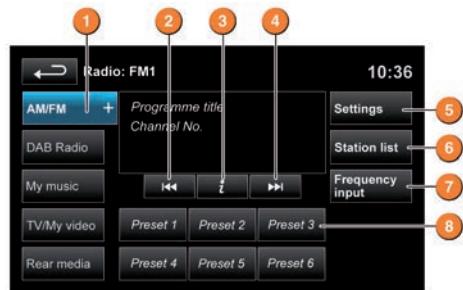 1 2 3 4
Radio: FM1 10:36
AM/FM + Programme title Settings 5
Channel No.
DAB Radio Station list 6
My music i Frequency input 7
TV/My video Preset 1 Preset 2 Preset 3 8
Rear media Preset 4 Preset 5 Preset 6